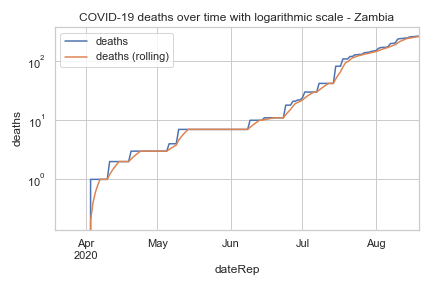 COVID-19 deaths over time with logarithmic scale - Zambia
deaths
deaths (rolling)
deaths
10²
10¹
10⁰
Apr May Jun Jul Aug
2020
dateRep